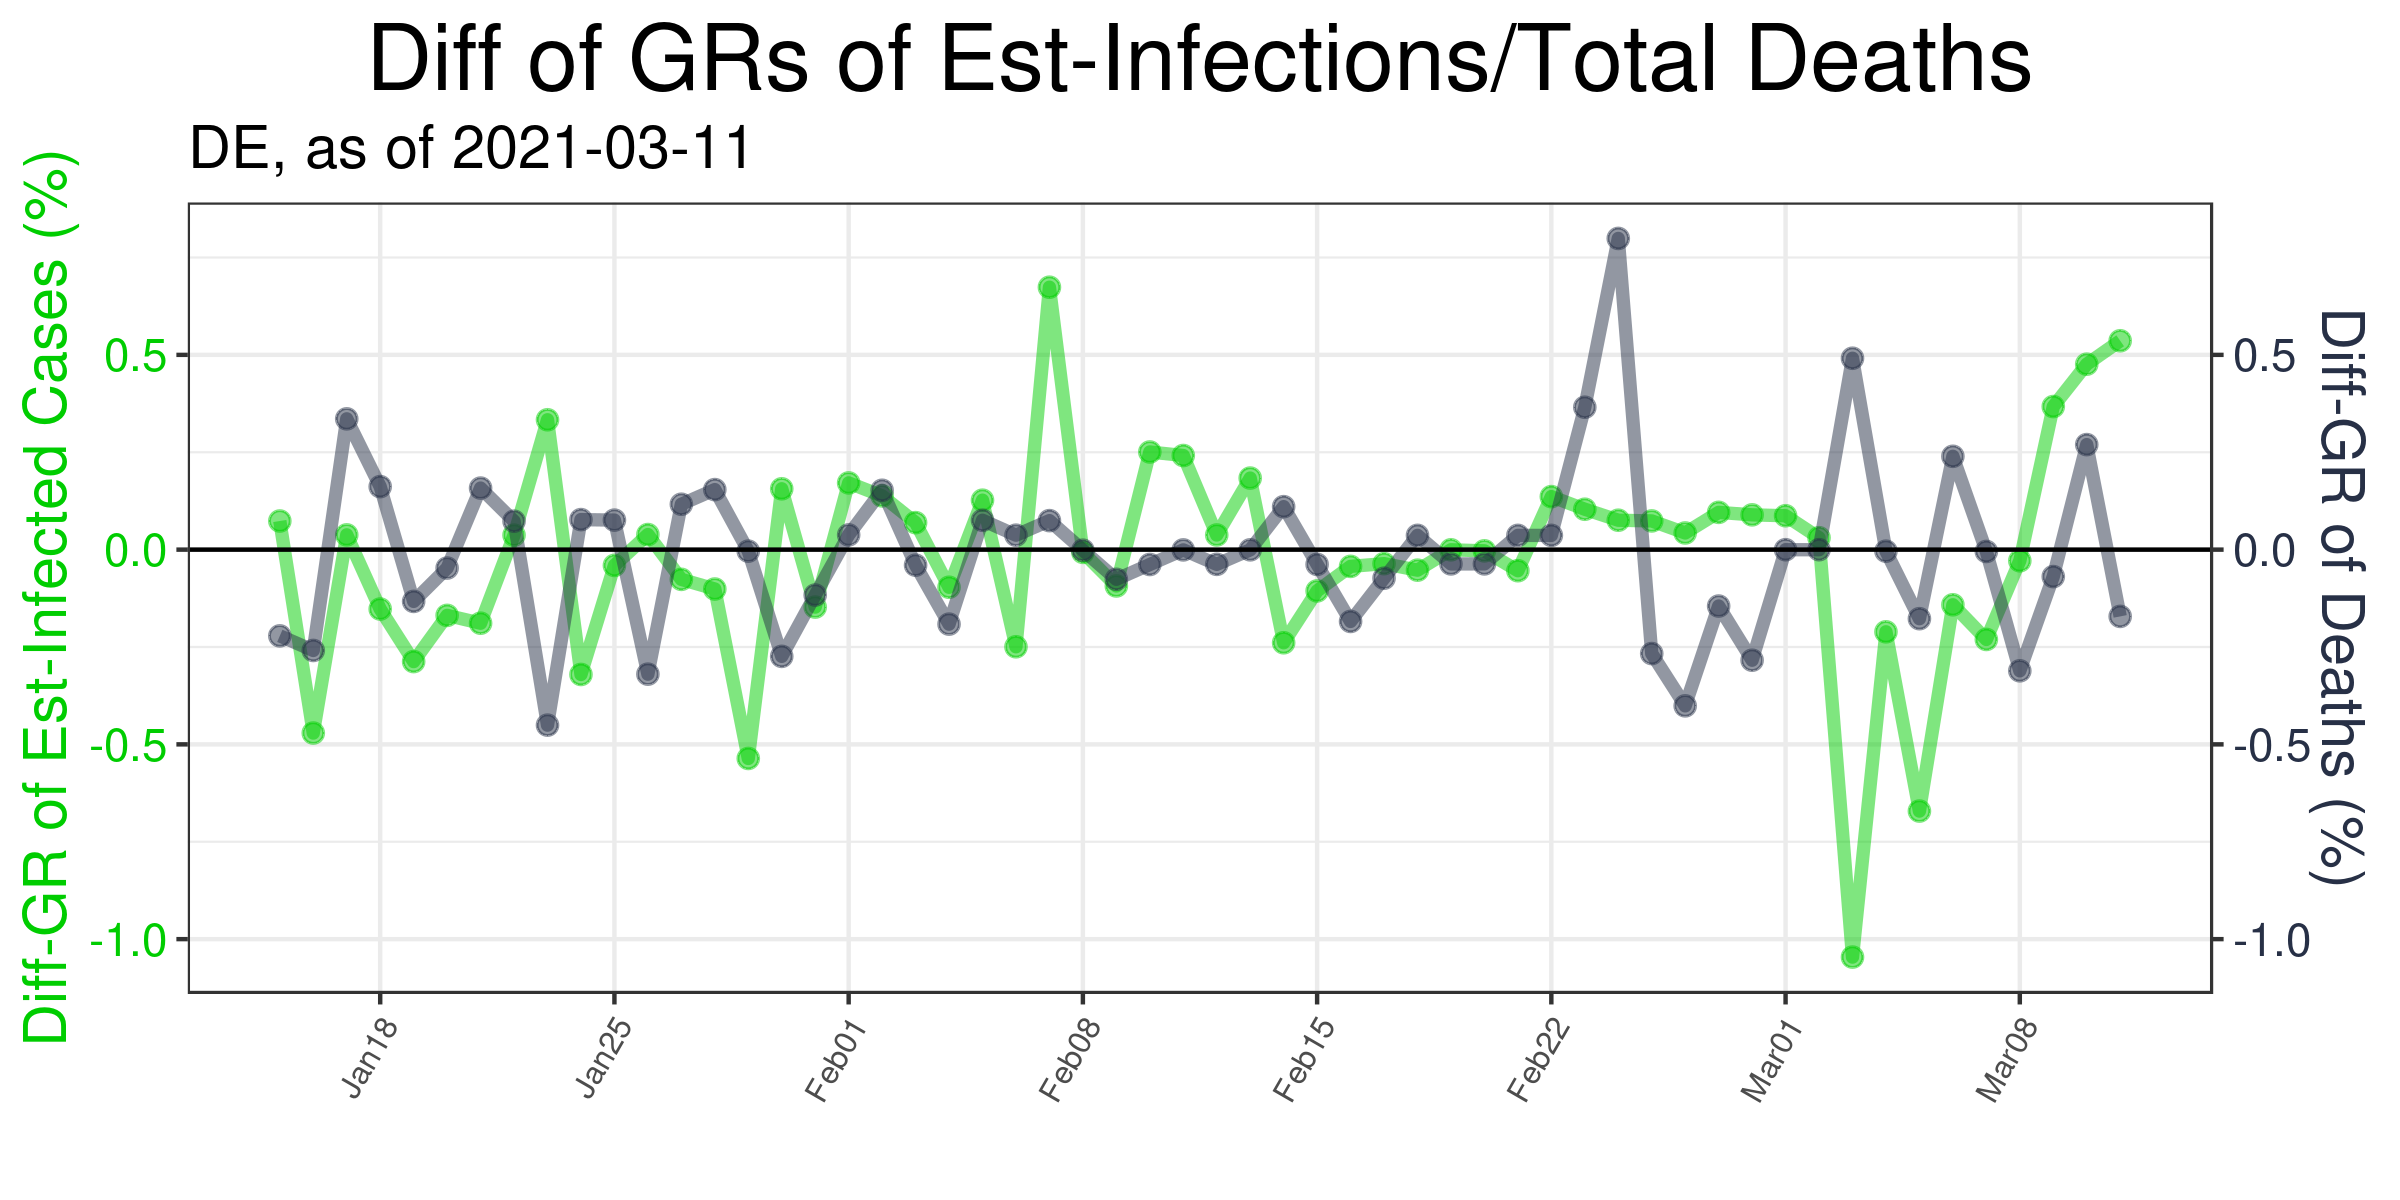 Diff of GRs of Est-Infections/Total Deaths
DE, as of 2021-03-11
Diff-GR of Est-Infected Cases (%)
0.5
0.0
-0.5
-1.0
0.5
0.0
-0.5
-1.0
Diff-GR of Deaths (%)
Jan18
Jan25
Feb01
Feb08
Feb15
Feb22
Mar01
Mar08